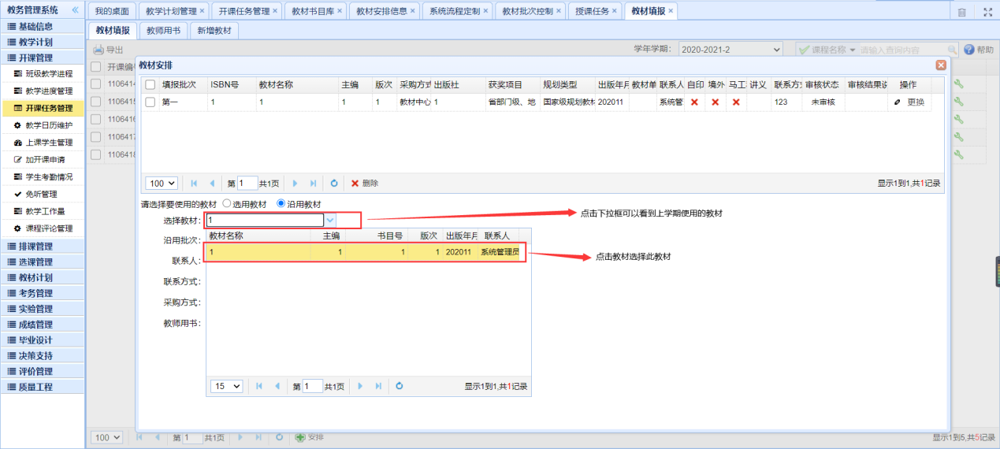 教务管理系统
我的桌面 教学计划管理 × 开课任务管理 × 教材书目库 × 教材安排信息 × 系统流程定制 × 教材批次控制 × 授课任务 × 教材填报 ×
教材填报 教师用书 新增教材
基础信息
教学计划
开课管理
班级教学进程
教学进度管理
开课任务管理
教学日历维护
上课学生管理
加开课申请
学生考勤情况
免听管理
教学工作量
课程评论管理
排课管理
选课管理
教材计划
考务管理
实验管理
成绩管理
毕业设计
决策支持
评价管理
质量工程
导出 学年学期: 2020-2021-2 课程名称 请输入查询内容 帮助
开课编
1106414
1106415
1106416
1106417
1106418
教材安排
填报批次 ISBN号 教材名称 主编 版次 采购方式 出版社 获奖项目 规划类型 出版年月 教材单 联系人 自印 境外 马工 讲义 联系方式 审核状态 审核结果说 操作
第一 1 1 1 1 教材中心 1 省部门级、地 国家级规划教材 202011 系统管 123 未审核 更换
100 第 1 共1页 删除 显示1到1,共1记录
请选择要使用的教材 选用教材 沿用教材
选择教材: 1
点击下拉框可以看到上学期使用的教材
沿用批次:
联系人:
联系方式:
采购方式:
教师用书:
教材名称 主编 书目号 版次 出版年月 联系人
1 1 1 1 202011 系统管理员
点击教材选择此教材
15 第 1 共1页 显示1到1,共1记录
100 第 1 共1页 安排 显示1到5,共5记录